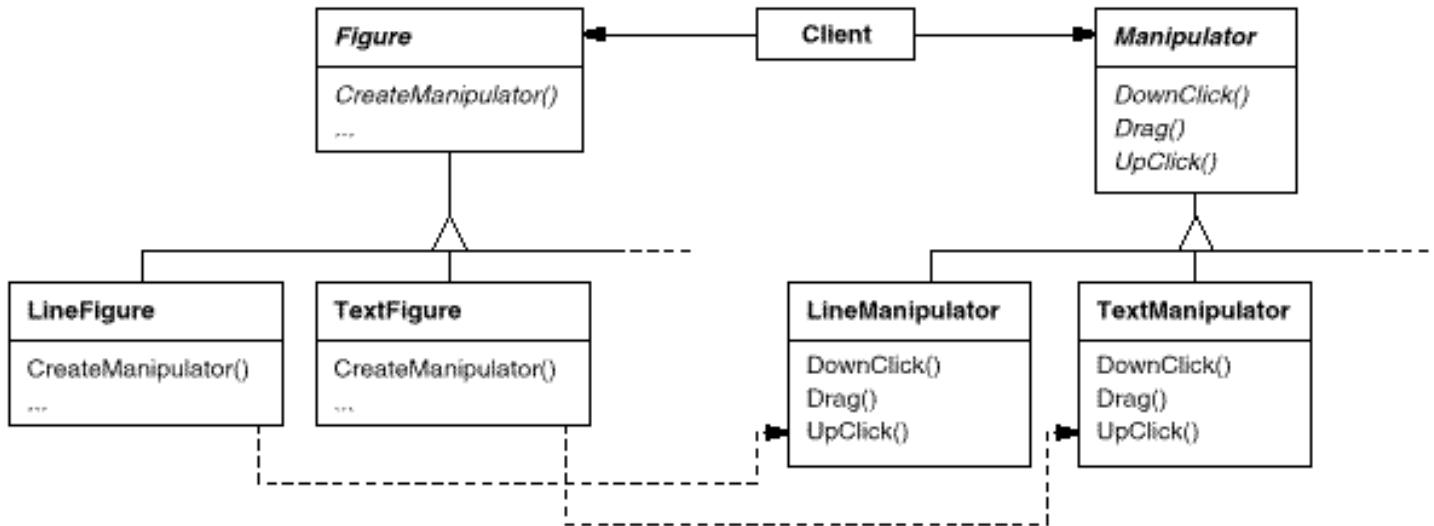 Figure
CreateManipulator()
...
Client
Manipulator
DownClick()
Drag()
UpClick()
LineFigure
CreateManipulator()
...
TextFigure
CreateManipulator()
...
LineManipulator
DownClick()
Drag()
UpClick()
TextManipulator
DownClick()
Drag()
UpClick()